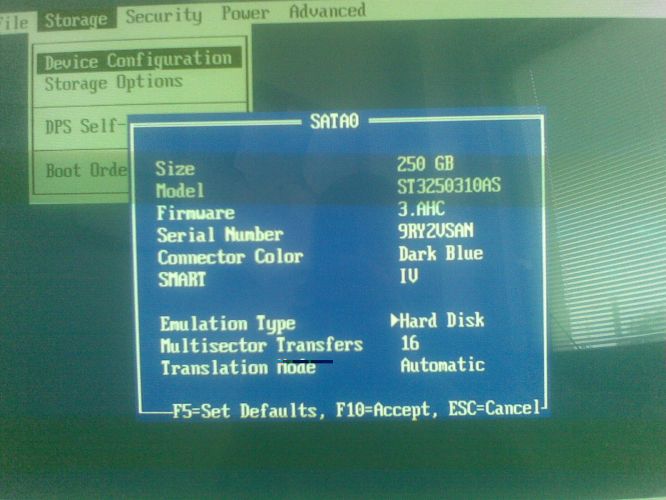 File Storage Security Power Advanced
Device Configuration
Storage Options
DPS Self-
Boot Orde
SATA0
Size 250 GB
Model ST3250310AS
Firmware 3.AHC
Serial Number 9RY2VSAN
Connector Color Dark Blue
SMART IV
Emulation Type ▶Hard Disk
Multisector Transfers 16
Translation Mode Automatic
F5=Set Defaults, F10=Accept, ESC=Cancel